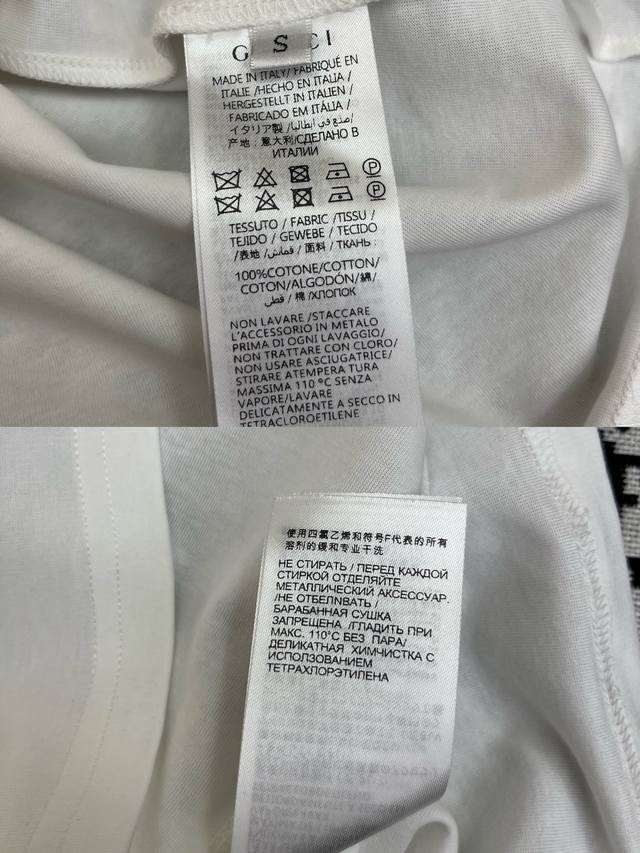 G S CI
MADE IN ITALY/ FABRIQUÉ EN
ITALIE /HECHO EN ITALIA /
HERGESTELLT IN ITALIEN /
FABRICADO EM ITÁLIA /
イタリア製 /صنع في ايطاليا/
产地：意大利/СДЕЛАНО В
ИТАЛИИ
TESSUTO / FABRIC /TISSU /
TEJIDO / GEWEBE / TECIDO
/表地 /قماش/ 面料 / ТКАНЬ :
100%COTONE/COTTON/
COTON/ALGODÓN/綿/
قطن / 棉 /ХЛОПОК
NON LAVARE /STACCARE
L'ACCESSORIO IN METALO
PRIMA DI OGNI LAVAGGIO/
NON TRATTARE CON CLORO/
NON USARE ASCIUGATRICE/
STIRARE ATEMPERA TURA
MASSIMA 110 °C SENZA
VAPORE/LAVARE
DELICATAMENTE A SECCO IN
TETRACLOROETILENE
使用四氯乙烯和符号F代表的所有
溶剂的缓和专业干洗
НЕ СТИРАТЬ / ПЕРЕД КАЖДОЙ
СТИРКОЙ ОТДЕЛЯЙТЕ
МЕТАЛЛИЧЕСКИЙ АКСЕССУАР.
/НЕ ОТБЕЛNВАТЬ /
БАРАБАННАЯ СУШКА
ЗАПРЕЩЕНА /ГЛАДИТЬ ПРИ
МАКС. 110°С БЕЗ ПАРА/
ДЕЛИКАТНАЯ ХИМЧИСТКА С
ИСПОЛЗОВАНИЕМ
ТЕТРАХЛОРЭТИЛЕНА